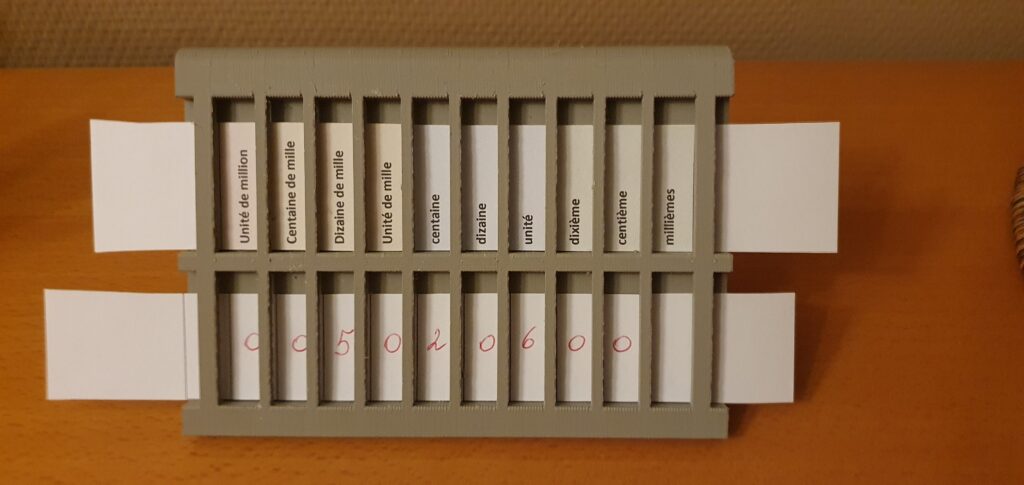 Unité de million
Centaine de mille
Dizaine de mille
Unité de mille
centaine
dizaine
unité
dixième
centième
millièmes
0 0 5 0 2 0 6 0 0